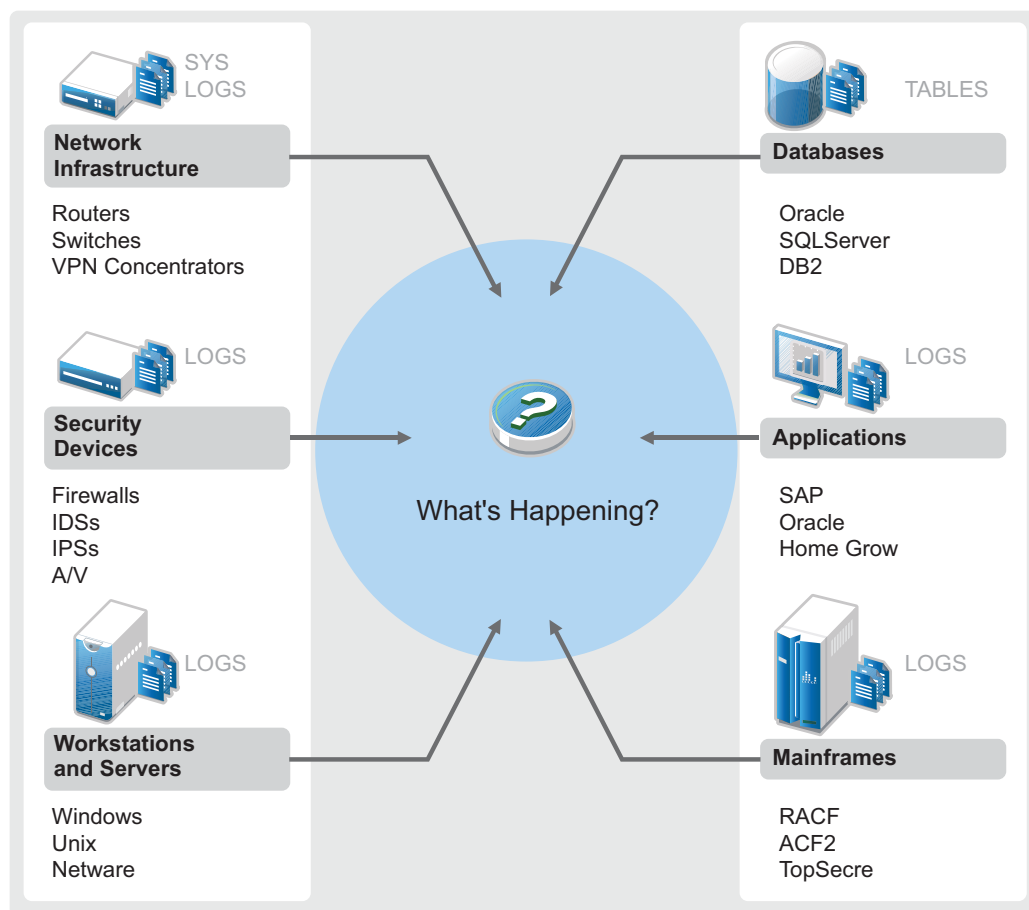 SYS
LOGS
Network
Infrastructure
Routers
Switches
VPN Concentrators
LOGS
Security
Devices
Firewalls
IDSs
IPSs
A/V
LOGS
Workstations
and Servers
Windows
Unix
Netware
?
What's Happening?
TABLES
Databases
Oracle
SQLServer
DB2
LOGS
Applications
SAP
Oracle
Home Grow
LOGS
Mainframes
RACF
ACF2
TopSecre